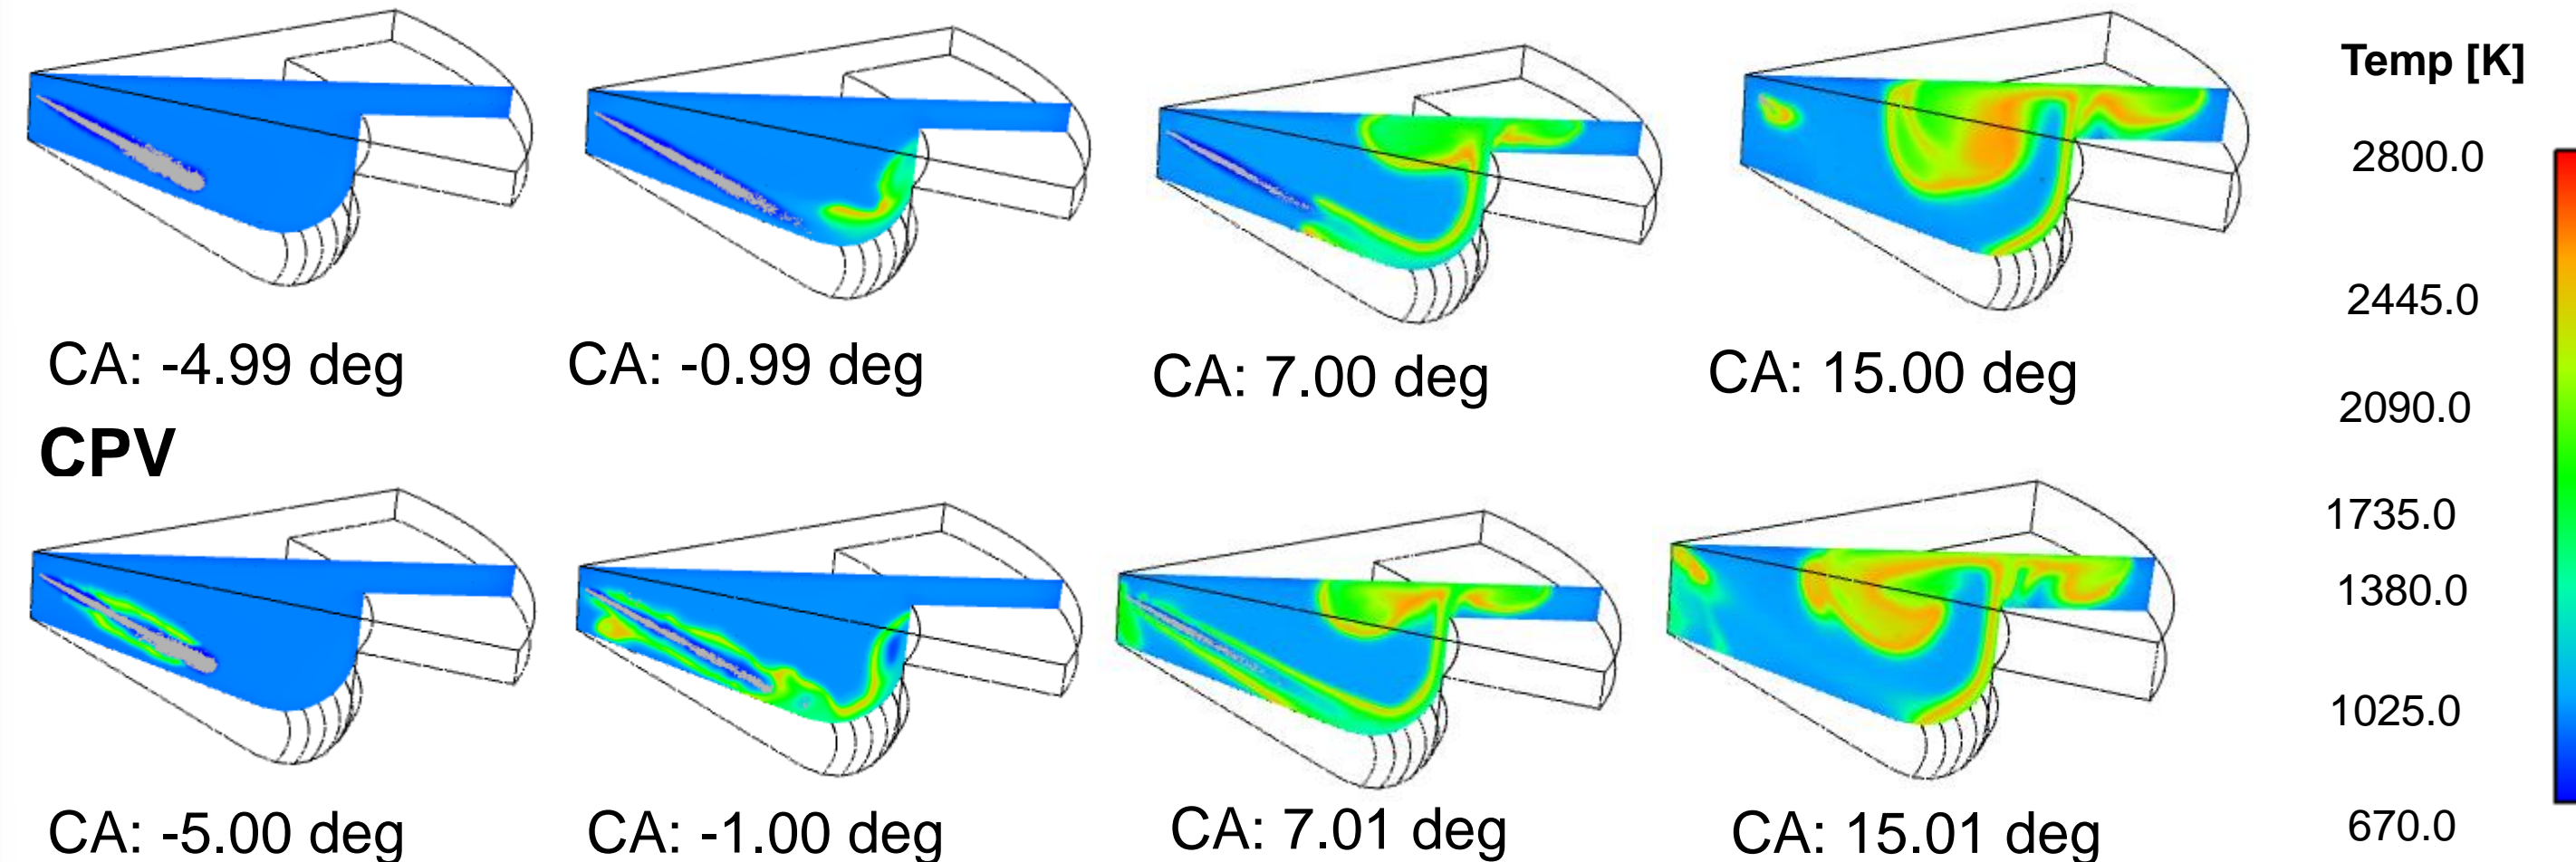 CA: -4.99 deg
CA: -0.99 deg
CA: 7.00 deg
CA: 15.00 deg
CPV
CA: -5.00 deg
CA: -1.00 deg
CA: 7.01 deg
CA: 15.01 deg
Temp [K]
2800.0
2445.0
2090.0
1735.0
1380.0
1025.0
670.0